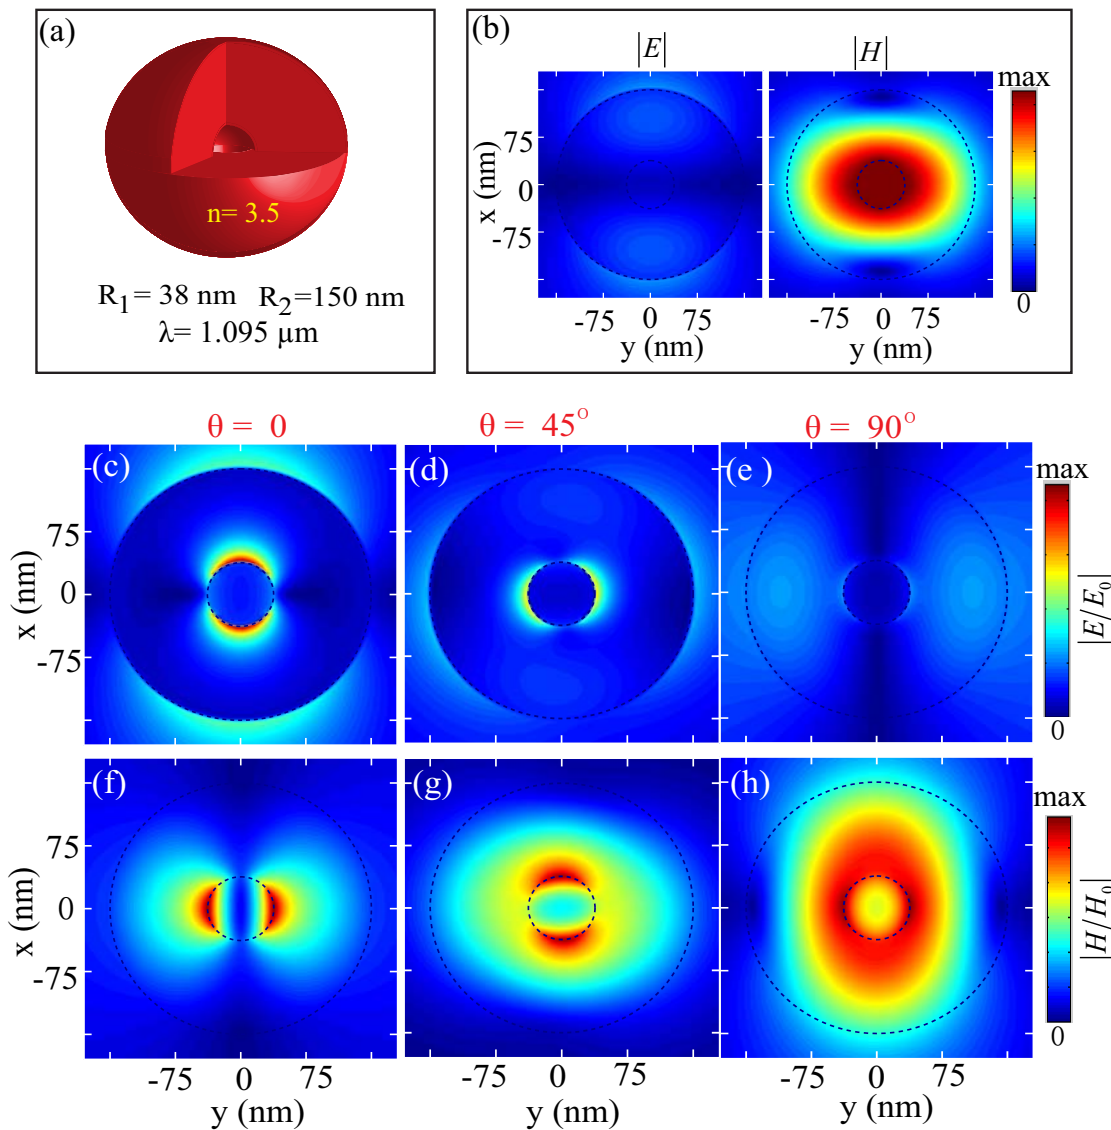 (a)
n= 3.5
R1= 38 nm R2=150 nm
λ= 1.095 µm
(b)
|E| |H|
max
0
x (nm)
75
0
-75
-75 0 75
y (nm)
-75 0 75
y (nm)
θ = 0 θ = 45° θ = 90°
(c) (d) (e )
x (nm)
75
0
-75
max
0
|E/E0|
(f) (g) (h)
x (nm)
75
0
-75
max
0
|H/H0|
-75 0 75 -75 0 75 -75 0 75
y (nm) y (nm) y (nm)